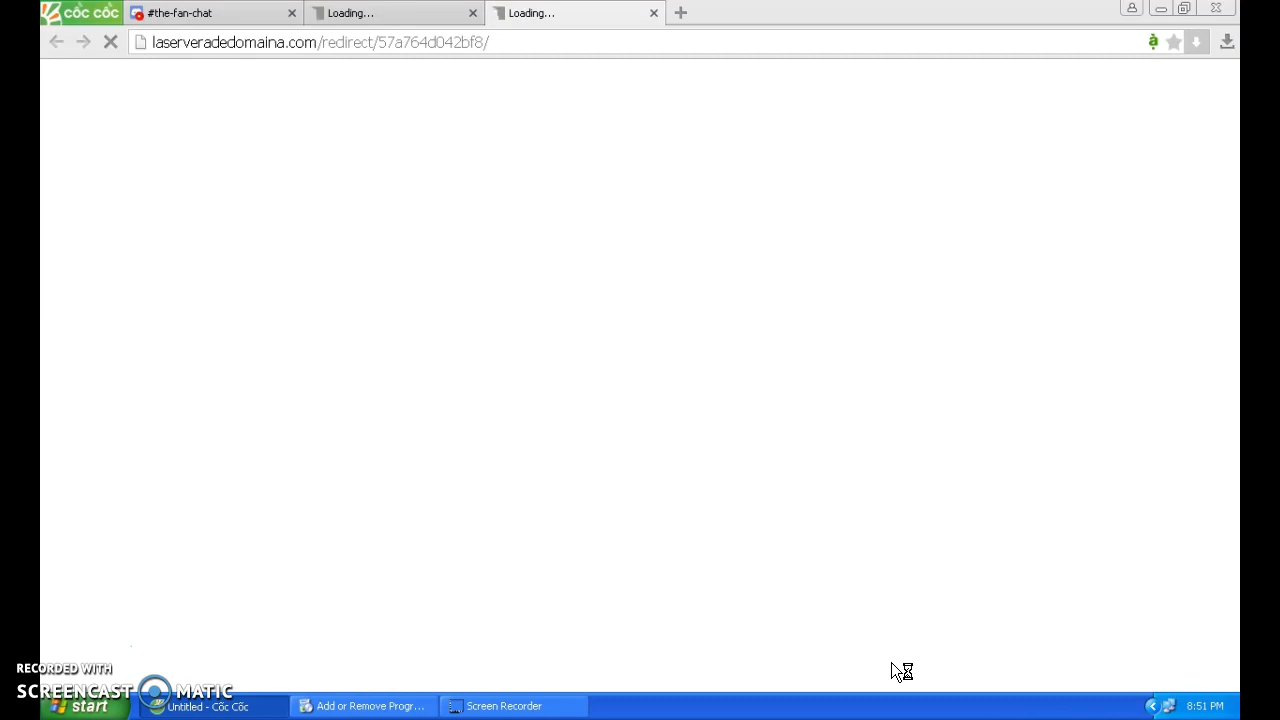 cốc cốc #the-fan-chat Loading... Loading...
laserveradedomaina.com/redirect/57a764d042bf8/
ạ
RECORDED WITH
SCREENCAST MATIC
start Untitled - Cốc Cốc Add or Remove Progr... Screen Recorder 8:51 PM